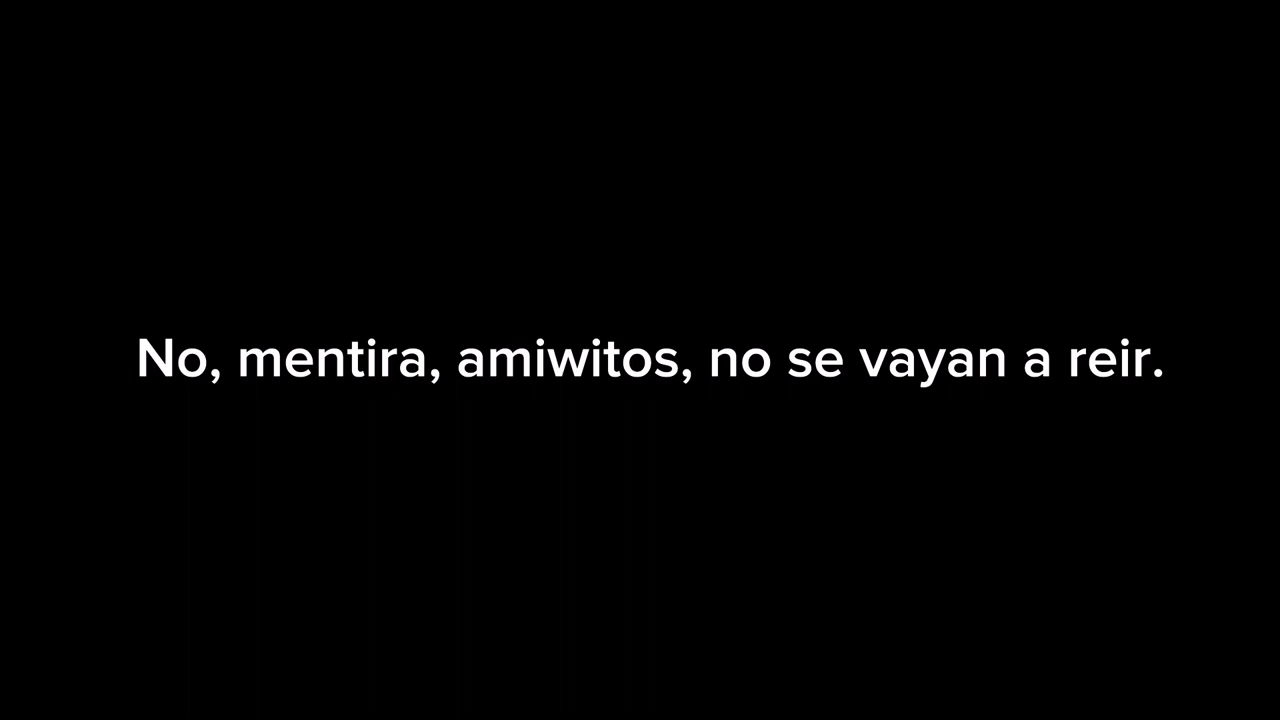 No, mentira, amiwitos, no se vayan a reir.